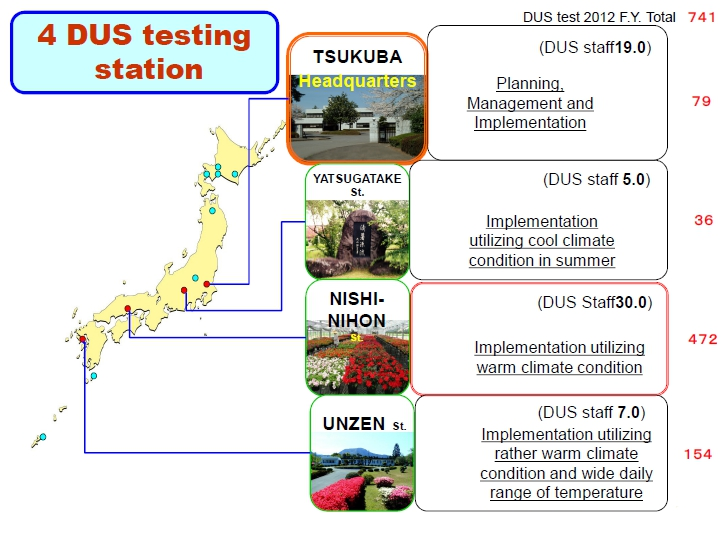 4 DUS testing
station
DUS test 2012 F.Y. Total 741
TSUKUBA
Headquarters
(DUS staff19.0)
Planning,
Management and
Implementation
79
YATSUGATAKE
St.
(DUS staff 5.0)
Implementation
utilizing cool climate
condition in summer
36
NISHI-
NIHON
St.
(DUS Staff30.0)
Implementation utilizing
warm climate condition
472
UNZEN St.
(DUS staff 7.0)
Implementation utilizing
rather warm climate
condition and wide daily
range of temperature
154